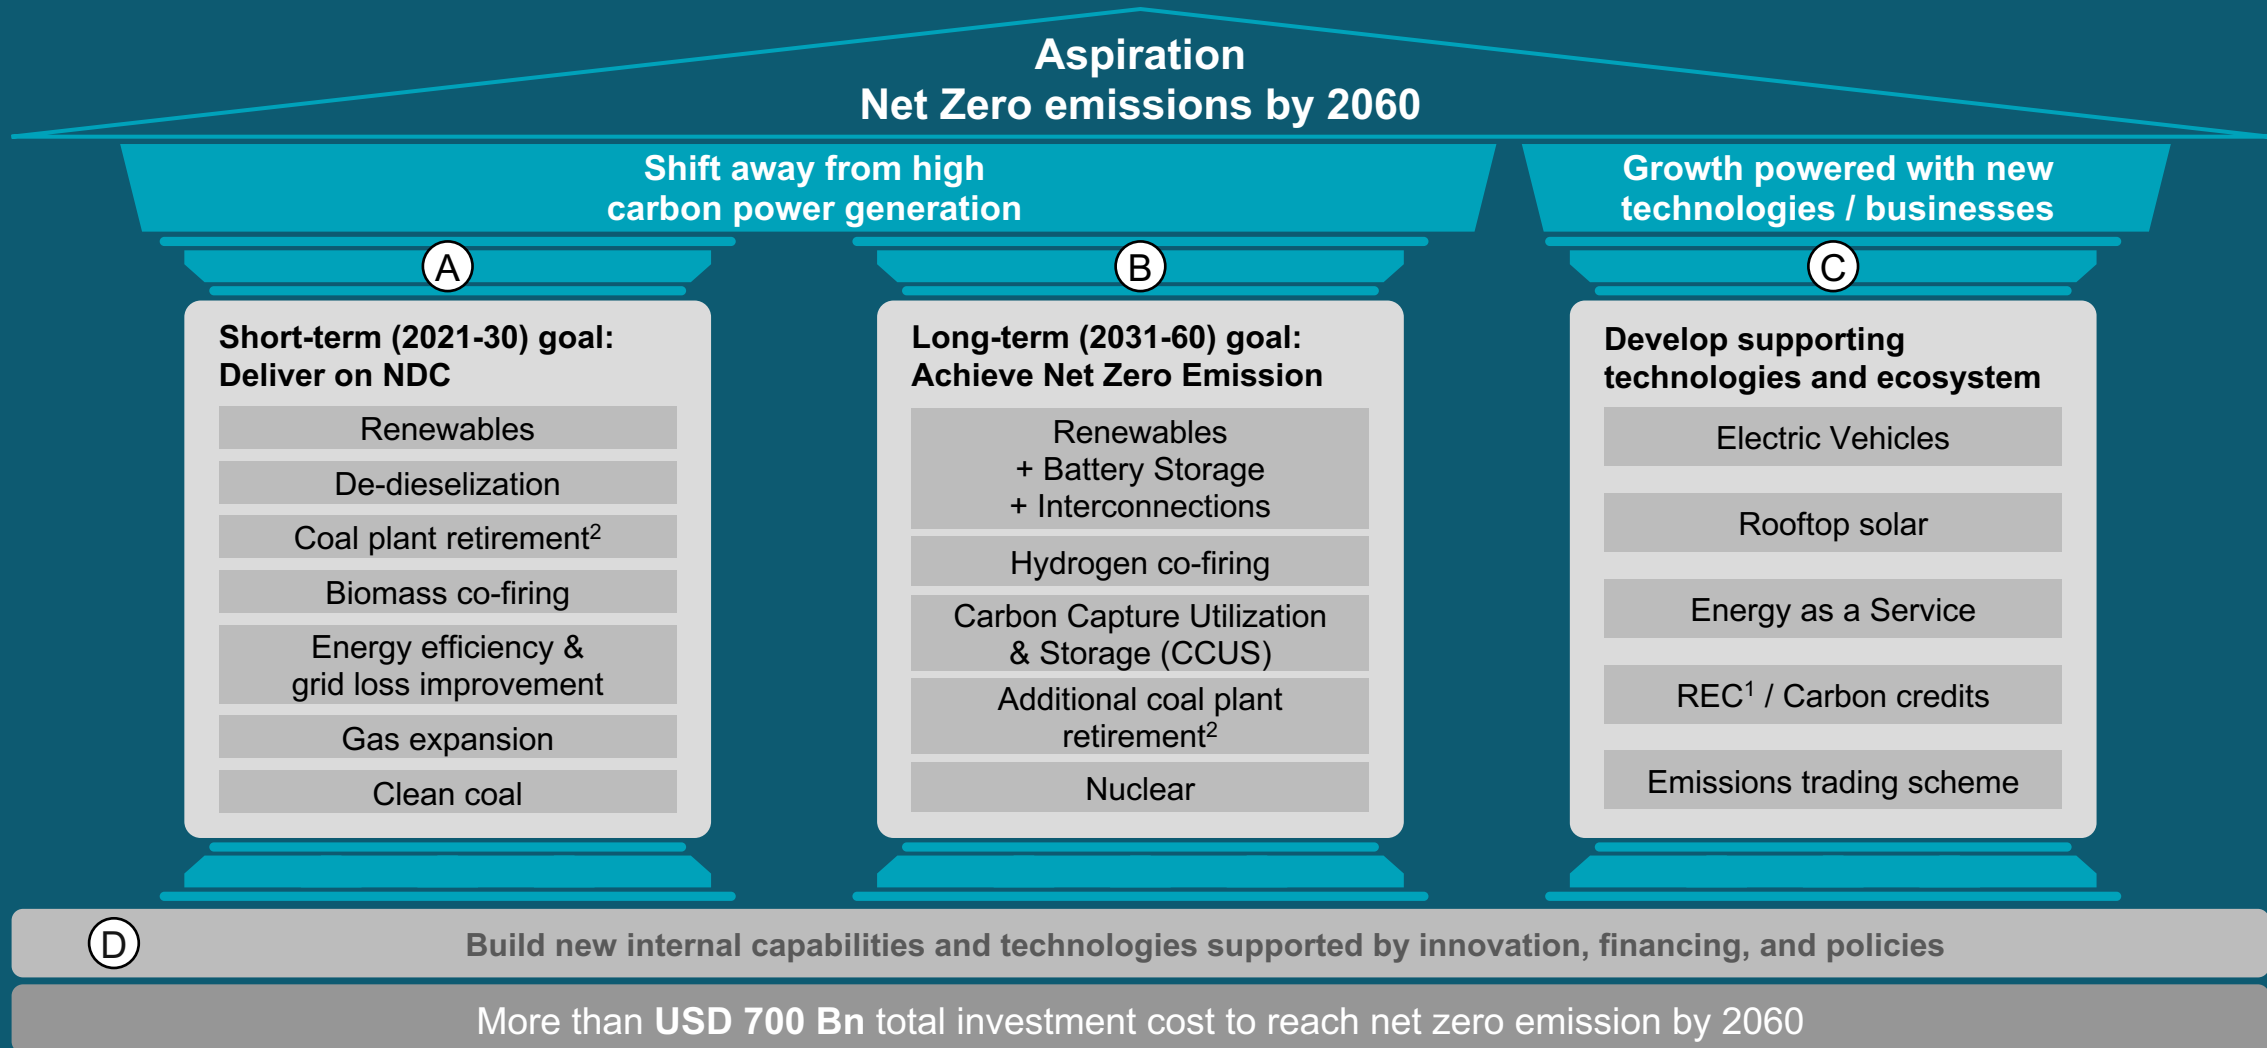 Aspiration
Net Zero emissions by 2060
Shift away from high
carbon power generation
Growth powered with new
technologies / businesses
A
Short-term (2021-30) goal:
Deliver on NDC
Renewables
De-dieselization
Coal plant retirement²
Biomass co-firing
Energy efficiency &
grid loss improvement
Gas expansion
Clean coal
B
Long-term (2031-60) goal:
Achieve Net Zero Emission
Renewables
+ Battery Storage
+ Interconnections
Hydrogen co-firing
Carbon Capture Utilization
& Storage (CCUS)
Additional coal plant
retirement²
Nuclear
C
Develop supporting
technologies and ecosystem
Electric Vehicles
Rooftop solar
Energy as a Service
REC¹ / Carbon credits
Emissions trading scheme
D
Build new internal capabilities and technologies supported by innovation, financing, and policies
More than USD 700 Bn total investment cost to reach net zero emission by 2060